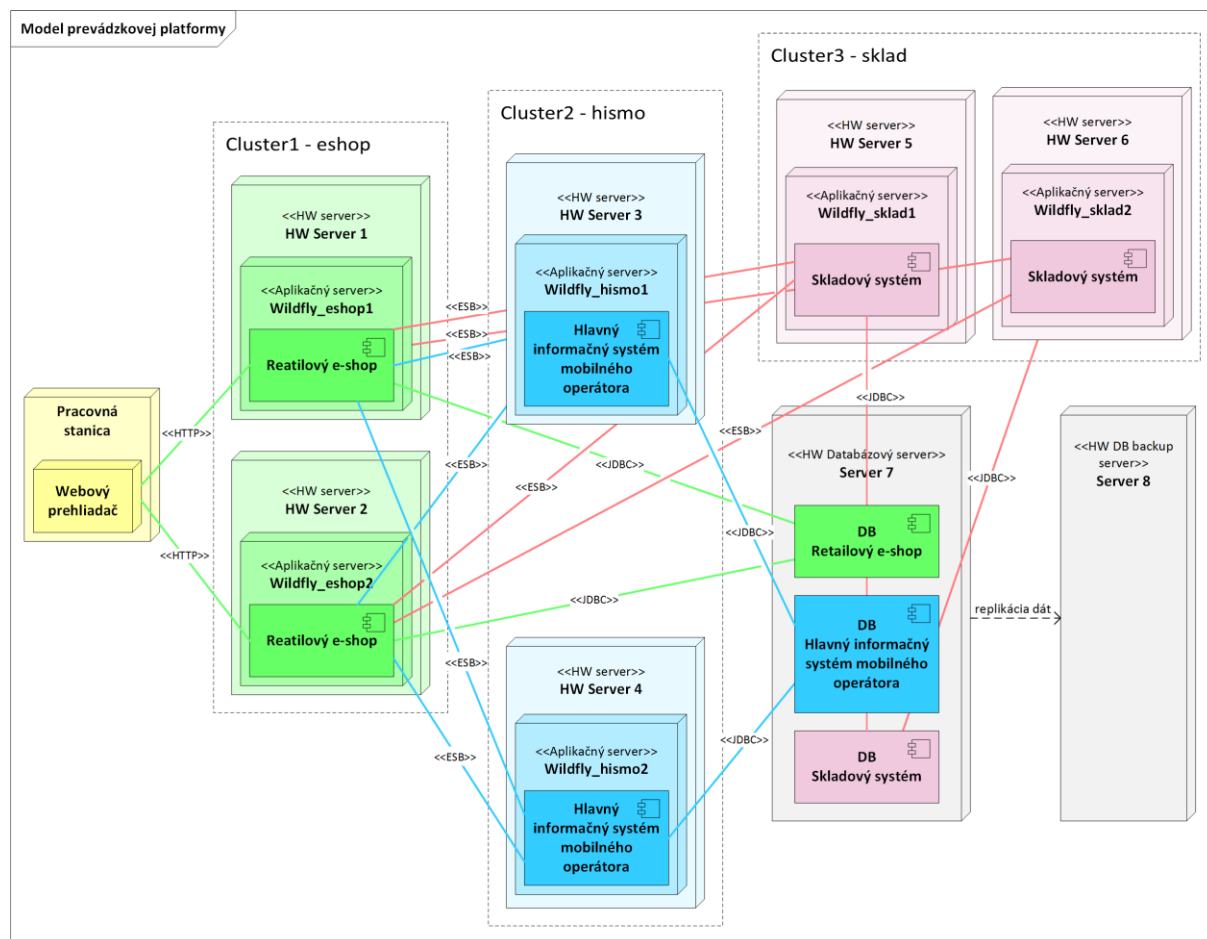 Model prevádzkovej platformy
Cluster1 - eshop
<<HW server>>
HW Server 1
<<Aplikačný server>>
Wildfly_eshop1
Reatilový e-shop
<<HW server>>
HW Server 2
<<Aplikačný server>>
Wildfly_eshop2
Reatilový e-shop
Pracovná
stanica
Webový
prehliadač
<<HTTP>>
<<HTTP>>
Cluster2 - hismo
<<HW server>>
HW Server 3
<<Aplikačný server>>
Wildfly_hismo1
Hlavný
informačný systém
mobilného
operátora
<<HW server>>
HW Server 4
<<Aplikačný server>>
Wildfly_hismo2
Hlavný
informačný systém
mobilného
operátora
<<ESB>>
<<ESB>>
<<ESB>>
<<ESB>>
<<ESB>>
<<ESB>>
<<ESB>>
<<ESB>>
Cluster3 - sklad
<<HW server>>
HW Server 5
<<Aplikačný server>>
Wildfly_sklad1
Skladový systém
<<HW server>>
HW Server 6
<<Aplikačný server>>
Wildfly_sklad2
Skladový systém
<<JDBC>>
<<JDBC>>
<<JDBC>>
<<JDBC>>
<<JDBC>>
<<JDBC>>
<<HW Databázový server>>
Server 7
DB
Retailový e-shop
DB
Hlavný informačný
systém mobilného
operátora
DB
Skladový systém
replikácia dát
<<HW DB backup
server>>
Server 8